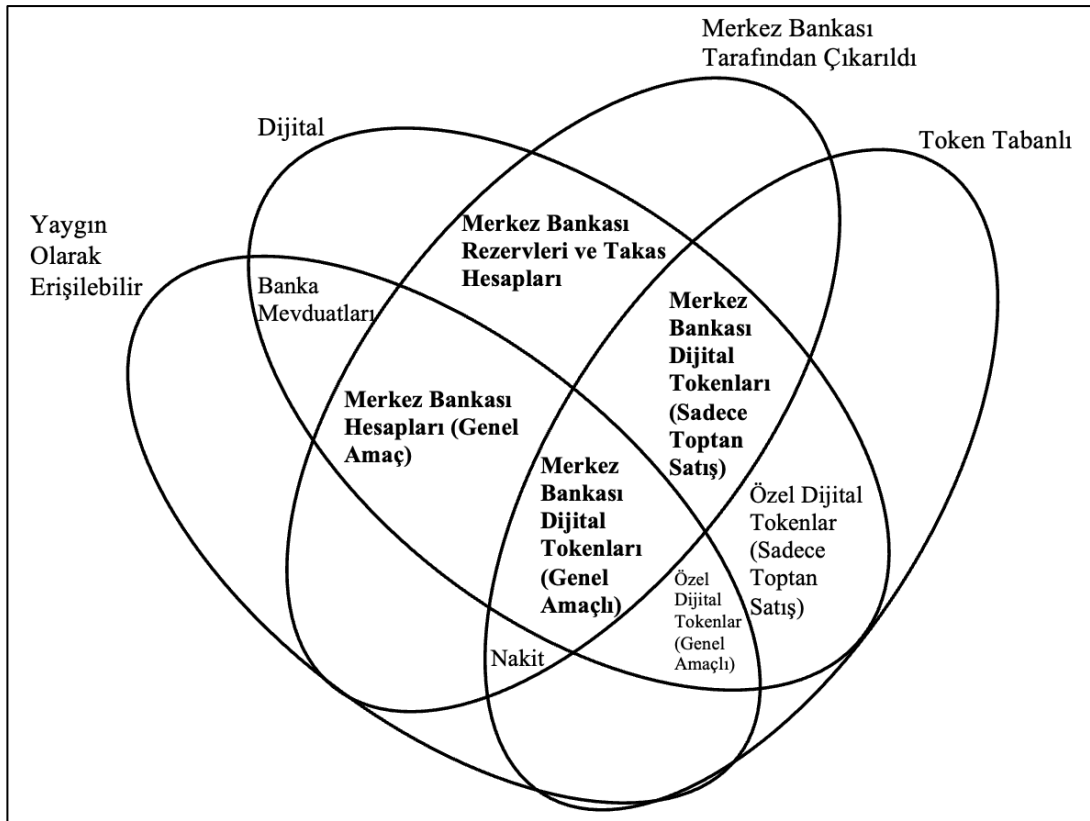 Merkez Bankası
Tarafından Çıkarıldı
Dijital
Token Tabanlı
Yaygın
Olarak
Erişilebilir
Merkez Bankası
Rezervleri ve Takas
Hesapları
Banka
Mevduatları
Merkez
Bankası
Dijital
Tokenları
(Sadece
Toptan
Satış)
Merkez Bankası
Hesapları (Genel
Amaç)
Merkez
Bankası
Dijital
Tokenları
(Genel
Amaçlı)
Özel Dijital
Tokenlar
(Sadece
Toptan
Satış)
Özel
Dijital
Tokenlar
(Genel
Amaçlı)
Nakit